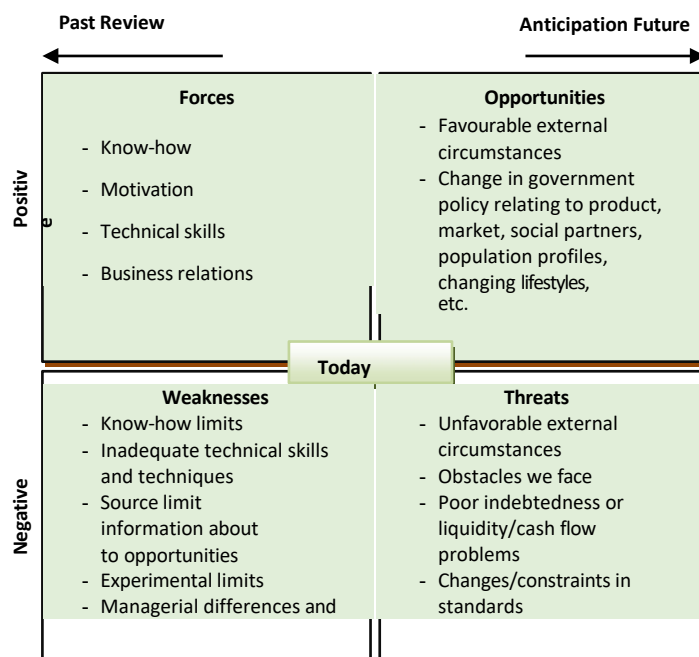 Past Review
Anticipation Future
Positiv
e
Forces
- Know-how
- Motivation
- Technical skills
- Business relations
Opportunities
- Favourable external
circumstances
- Change in government
policy relating to product,
market, social partners,
population profiles,
changing lifestyles,
etc.
Today
Negative
Weaknesses
- Know-how limits
- Inadequate technical skills
and techniques
- Source limit
information about
to opportunities
- Experimental limits
- Managerial differences and
Threats
- Unfavorable external
circumstances
- Obstacles we face
- Poor indebtedness or
liquidity/cash flow
problems
- Changes/constraints in
standards